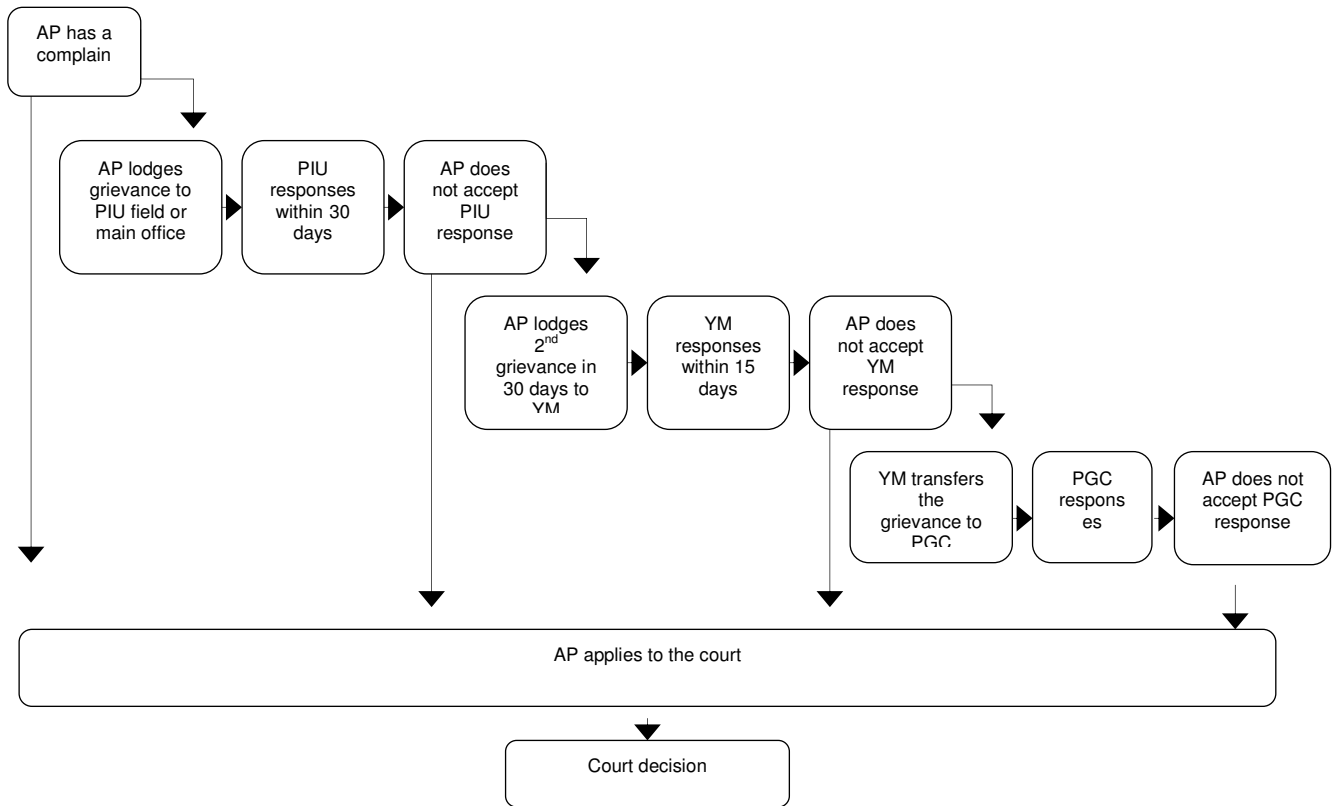 AP has a
complain
AP lodges
grievance to
PIU field or
main office
PIU
responses
within 30
days
AP does
not accept
PIU
response
AP lodges
2nd
grievance in
30 days to
YM
YM
responses
within 15
days
AP does
not accept
YM
response
YM transfers
the
grievance to
PGC
PGC
respons
es
AP does not
accept PGC
response
AP applies to the court
Court decision